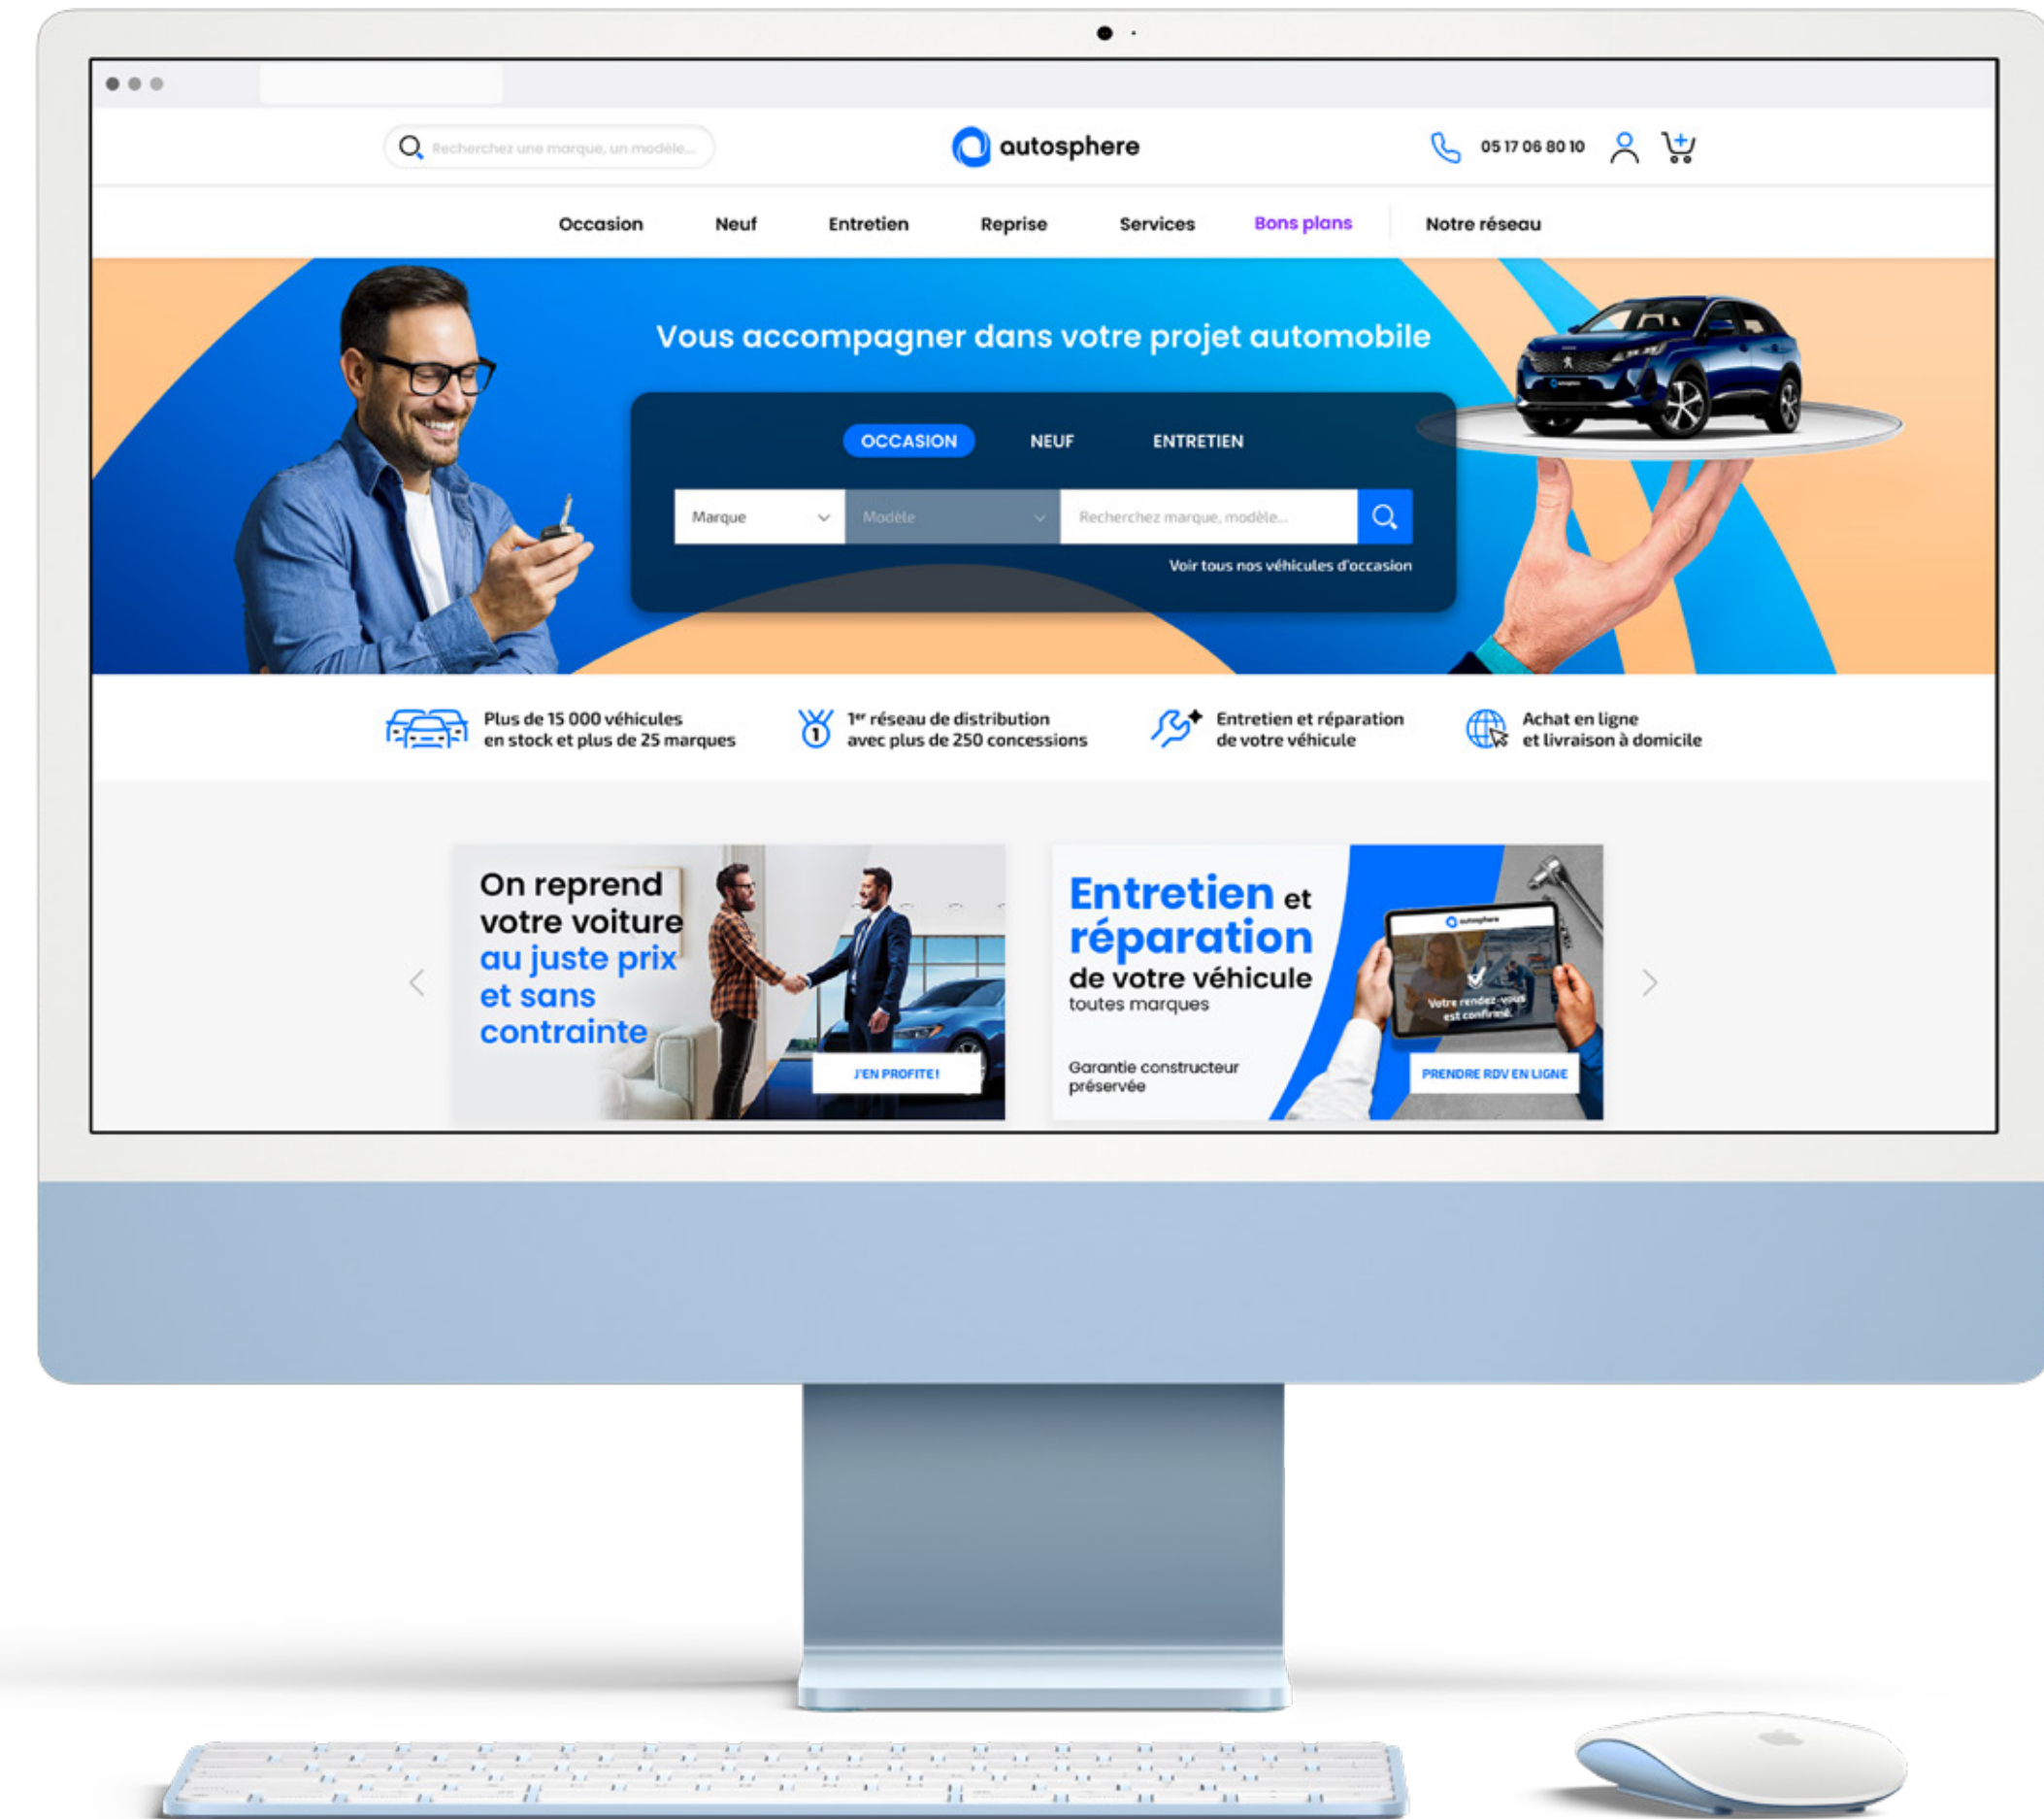 Recherchez une marque, un modèle...
autosphere
05 17 06 80 10
Occasion
Neuf
Entretien
Reprise
Services
Bons plans
Notre réseau
Vous accompagner dans votre projet automobile
OCCASION
NEUF
ENTRETIEN
Marque
Modèle
Recherchez marque, modèle...
Voir tous nos véhicules d'occasion
autosphere
Plus de 15 000 véhicules
en stock et plus de 25 marques
1
1er réseau de distribution
avec plus de 250 concessions
Entretien et réparation
de votre véhicule
Achat en ligne
et livraison à domicile
On reprend
votre voiture
au juste prix
et sans
contrainte
J'EN PROFITE !
Entretien et
réparation
de votre véhicule
toutes marques
Garantie constructeur
préservée
autosphere
Votre rendez-vous
est confirmé.
PRENDRE RDV EN LIGNE